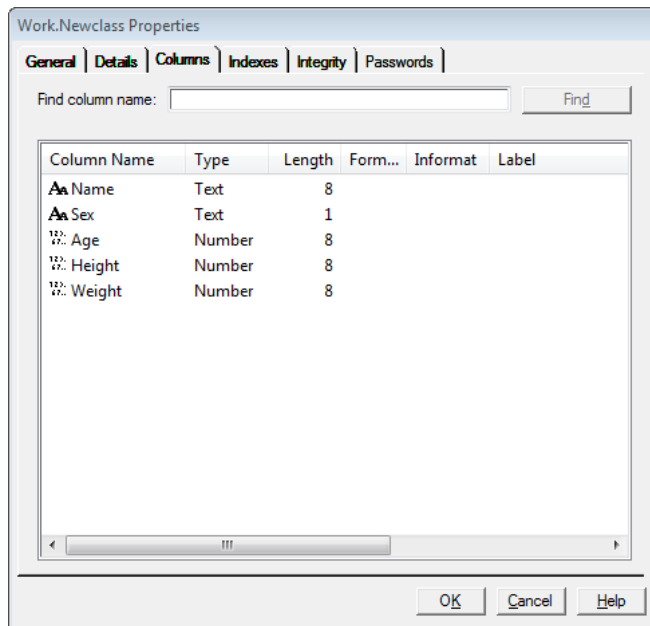 Work.Newclass Properties
General Details Columns Indexes Integrity Passwords
Find column name: Find
Column Name Type Length Form... Informat Label
Name Text 8
Sex Text 1
Age Number 8
Height Number 8
Weight Number 8
OK Cancel Help